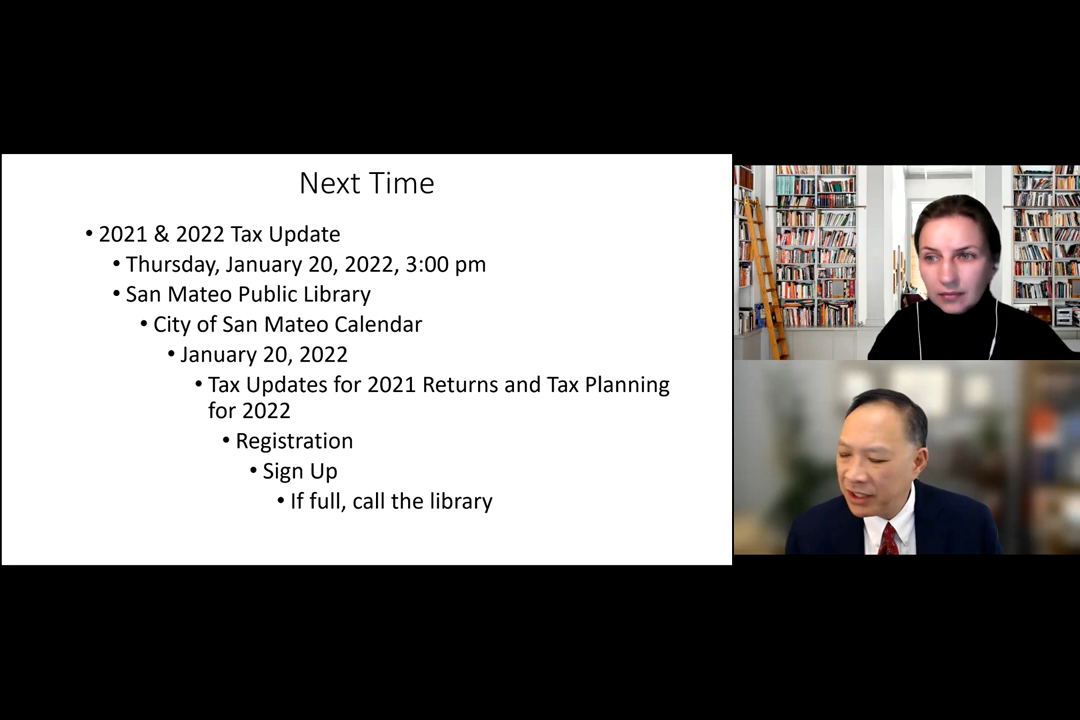 Next Time
• 2021 & 2022 Tax Update
• Thursday, January 20, 2022, 3:00 pm
• San Mateo Public Library
• City of San Mateo Calendar
• January 20, 2022
• Tax Updates for 2021 Returns and Tax Planning
for 2022
• Registration
• Sign Up
• If full, call the library